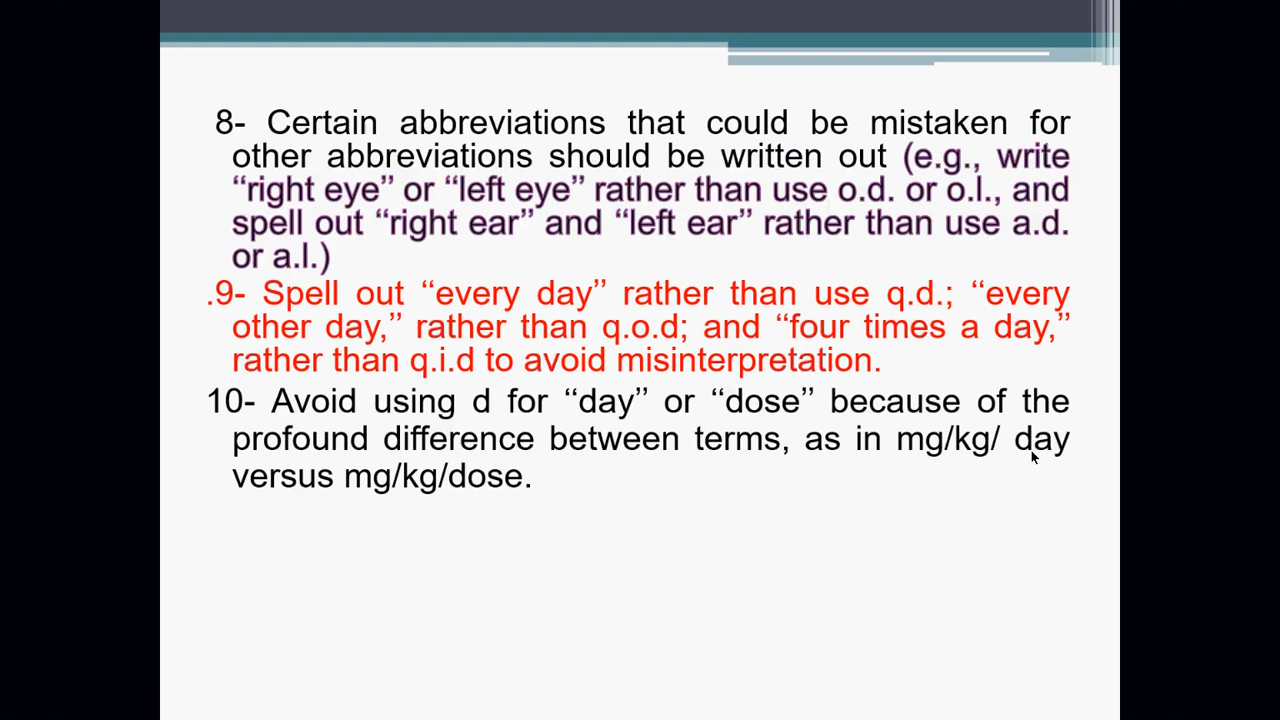 8- Certain abbreviations that could be mistaken for
other abbreviations should be written out (e.g., write
‘‘right eye’’ or ‘‘left eye’’ rather than use o.d. or o.l., and
spell out ‘‘right ear’’ and ‘‘left ear’’ rather than use a.d.
or a.l.)
.9- Spell out ‘‘every day’’ rather than use q.d.; ‘‘every
other day,’’ rather than q.o.d; and ‘‘four times a day,’’
rather than q.i.d to avoid misinterpretation.
10- Avoid using d for ‘‘day’’ or ‘‘dose’’ because of the
profound difference between terms, as in mg/kg/ day
versus mg/kg/dose.